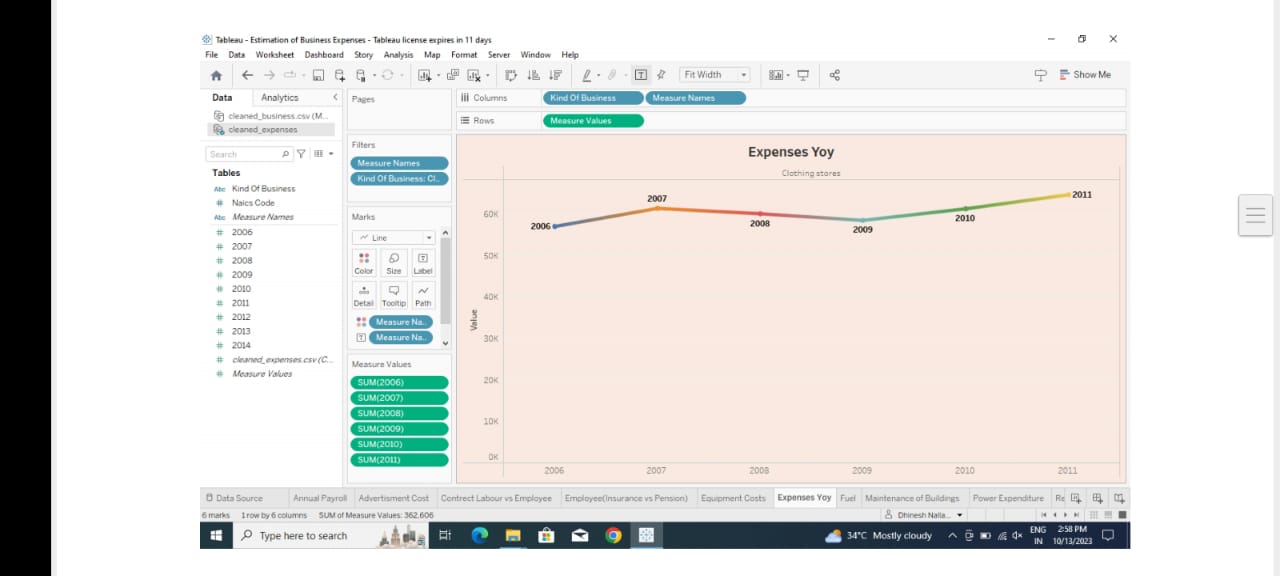 Tableau - Estimation of Business Expenses - Tableau license expires in 11 days
File Data Worksheet Dashboard Story Analysis Map Format Server Window Help
Fit Width
Show Me
Data Analytics
cleaned_business.csv (M...
cleaned_expenses
Search
Tables
Abc Kind Of Business
# Naics Code
Abc Measure Names
# 2006
# 2007
# 2008
# 2009
# 2010
# 2011
# 2012
# 2013
# 2014
# cleaned_expenses.csv (C...
# Measure Values
Pages
Filters
Measure Names
Kind Of Business: Cl..
Marks
Line
Color Size Label
Detail Tooltip Path
Measure Na..
Measure Na..
Measure Values
SUM(2006)
SUM(2007)
SUM(2008)
SUM(2009)
SUM(2010)
SUM(2011)
Columns Kind Of Business Measure Names
Rows Measure Values
Expenses Yoy
Clothing stores
Value
60K
50K
40K
30K
20K
10K
0K
2006
2007
2008
2009
2010
2011
2006 2007 2008 2009 2010 2011
Data Source Annual Payroll Advertisment Cost Contrect Labour vs Employee Employee(Insurance vs Pension) Equipment Costs Expenses Yoy Fuel Maintenance of Buildings Power Expenditure Re
6 marks 1 row by 6 columns SUM of Measure Values: 362,606
Dhinesh Nalla...
Type here to search
34°C Mostly cloudy
ENG
IN
2:58 PM
10/13/2023